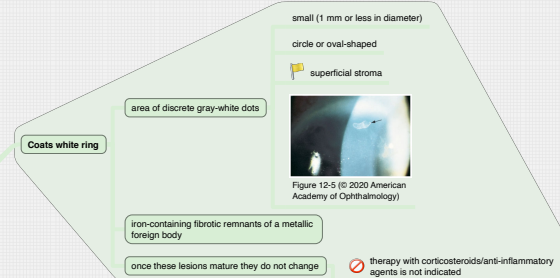 small (1 mm or less in diameter)
circle or oval-shaped
superficial stroma
area of discrete gray-white dots
Coats white ring
Figure 12-5 (© 2020 American
Academy of Ophthalmology)
iron-containing fibrotic remnants of a metallic
foreign body
once these lesions mature they do not change
therapy with corticosteroids/anti-inflammatory
agents is not indicated